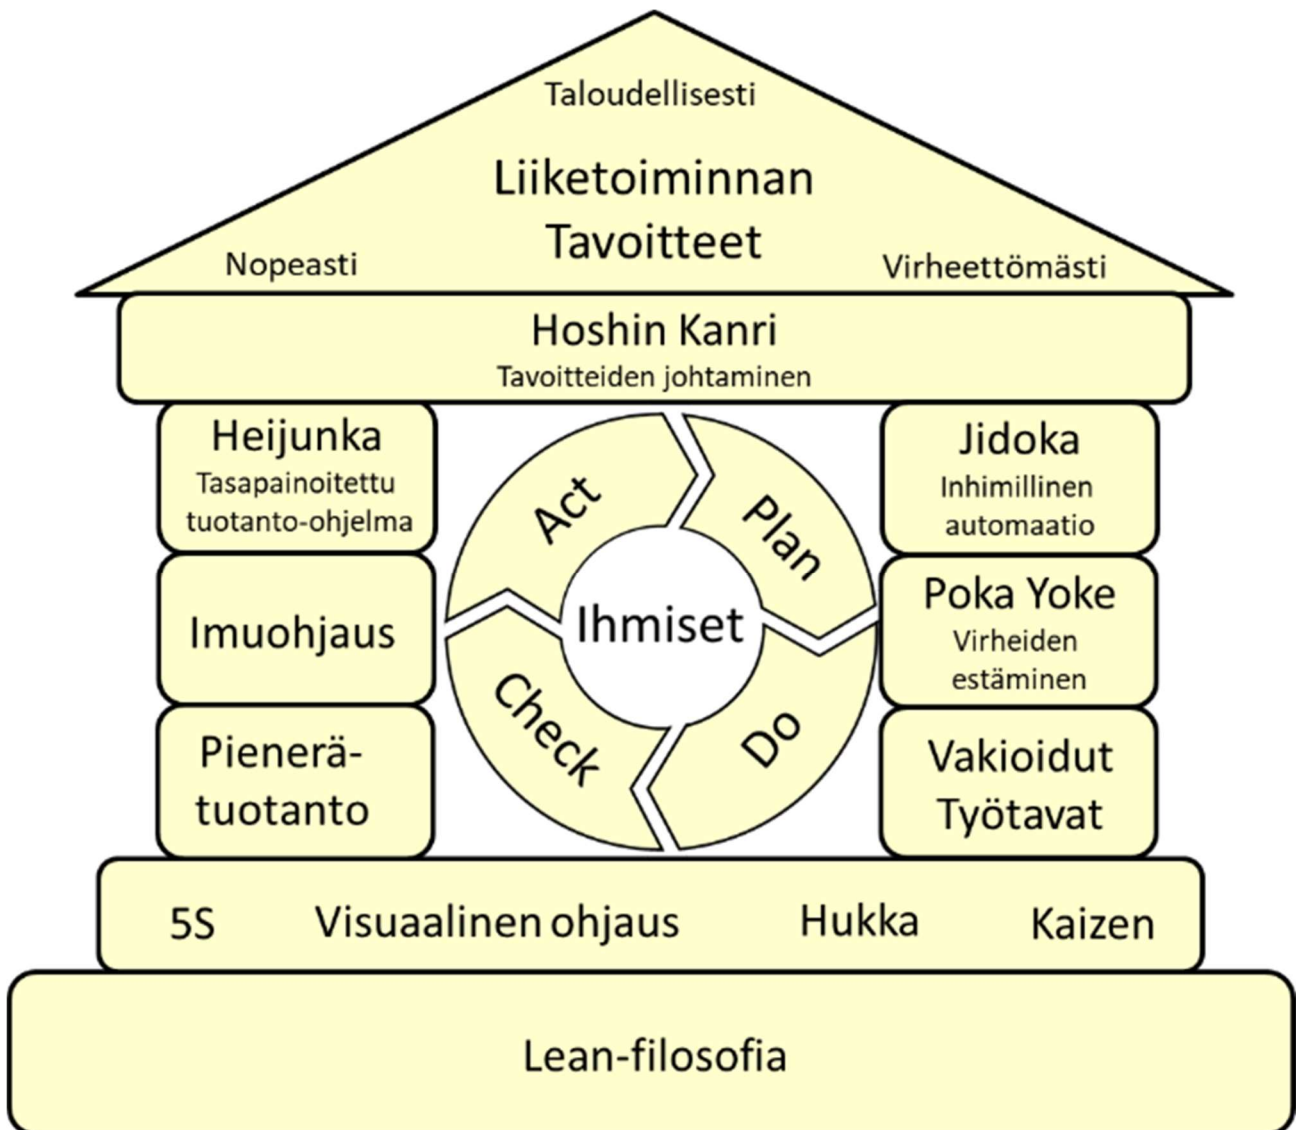 Taloudellisesti
Liiketoiminnan
Tavoitteet
Nopeasti
Virheettömästi
Hoshin Kanri
Tavoitteiden johtaminen
Heijunka
Tasapainoitettu
tuotanto-ohjelma
Imuohjaus
Pienerä-
tuotanto
Act
Plan
Ihmiset
Check
Do
Jidoka
Inhimillinen
automaatio
Poka Yoke
Virheiden
estäminen
Vakioidut
Työtavat
5S
Visuaalinen ohjaus
Hukka
Kaizen
Lean-filosofia